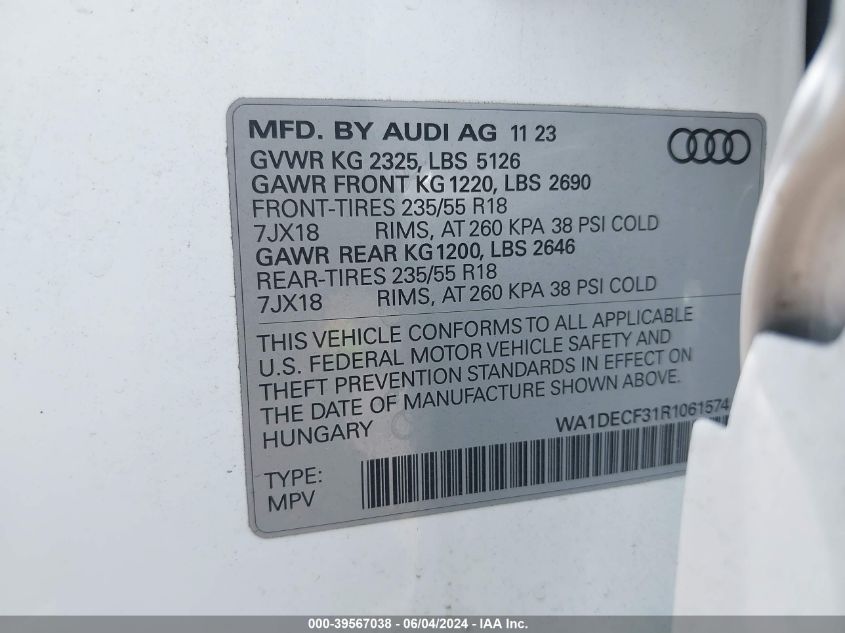 MFD. BY AUDI AG 11 23
GVWR KG 2325, LBS 5126
GAWR FRONT KG 1220, LBS 2690
FRONT-TIRES 235/55 R18
7JX18 RIMS, AT 260 KPA 38 PSI COLD
GAWR REAR KG 1200, LBS 2646
REAR-TIRES 235/55 R18
7JX18 RIMS, AT 260 KPA 38 PSI COLD
THIS VEHICLE CONFORMS TO ALL APPLICABLE
U.S. FEDERAL MOTOR VEHICLE SAFETY AND
THEFT PREVENTION STANDARDS IN EFFECT ON
THE DATE OF MANUFACTURE SHOWN ABOVE.
HUNGARY
WA1DECF31R1061574
TYPE:
MPV
000-39567038 - 06/04/2024 - IAA Inc.